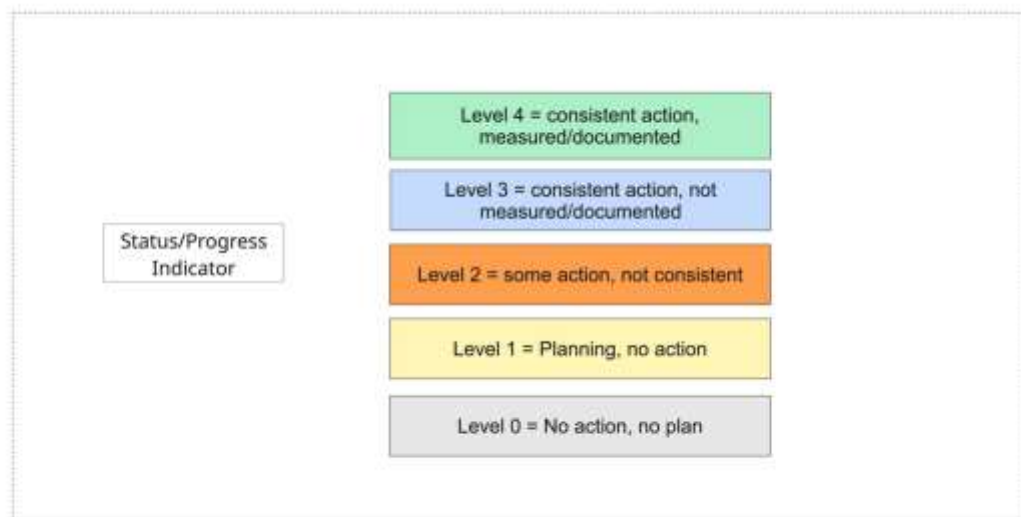 Level 4 = consistent action,
measured/documented
Level 3 = consistent action, not
measured/documented
Status/Progress
Indicator
Level 2 = some action, not consistent
Level 1 = Planning, no action
Level 0 = No action, no plan